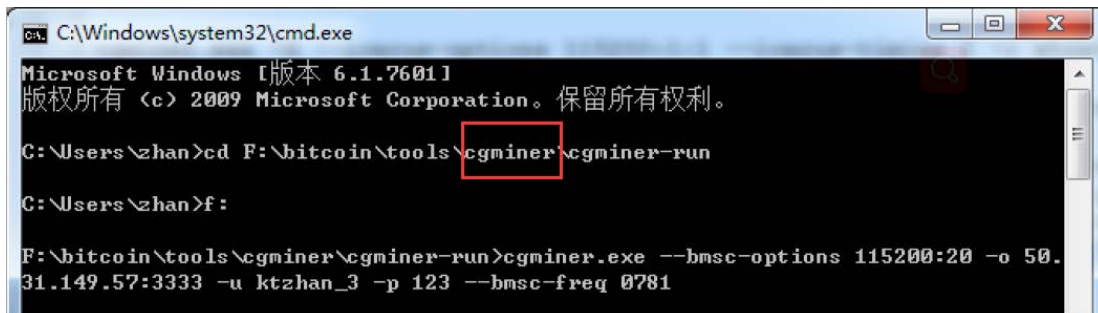 C:\Windows\system32\cmd.exe
Microsoft Windows [版本 6.1.7601]
版权所有 (c) 2009 Microsoft Corporation。保留所有权利。
C:\Users\zhan>cd F:\bitcoin\tools\cgminer\cgminer-run
C:\Users\zhan>f:
F:\bitcoin\tools\cgminer\cgminer-run>cgminer.exe --bmsc-options 115200:20 -o 50.
31.149.57:3333 -u ktzhan_3 -p 123 --bmsc-freq 0781